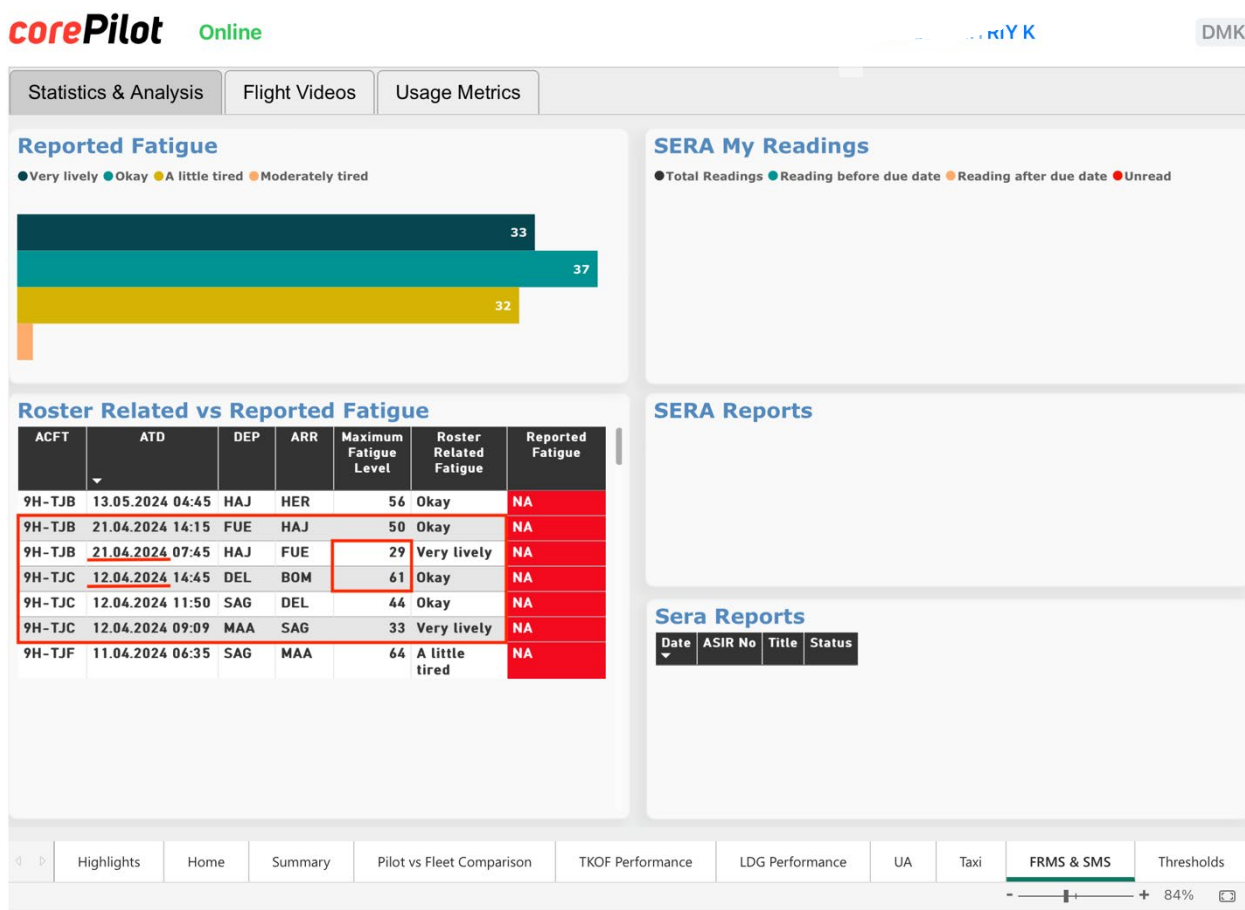 corePilot Online DMK
Statistics & Analysis Flight Videos Usage Metrics
Reported Fatigue
Very lively Okay A little tired Moderately tired
33
37
32
SERA My Readings
Total Readings Reading before due date Reading after due date Unread
Roster Related vs Reported Fatigue
ACFT ATD DEP ARR Maximum Fatigue Level Roster Related Fatigue Reported Fatigue
9H-TJB 13.05.2024 04:45 HAJ HER 56 Okay NA
9H-TJB 21.04.2024 14:15 FUE HAJ 50 Okay NA
9H-TJB 21.04.2024 07:45 HAJ FUE 29 Very lively NA
9H-TJC 12.04.2024 14:45 DEL BOM 61 Okay NA
9H-TJC 12.04.2024 11:50 SAG DEL 44 Okay NA
9H-TJC 12.04.2024 09:09 MAA SAG 33 Very lively NA
9H-TJF 11.04.2024 06:35 SAG MAA 64 A little tired NA
SERA Reports
Sera Reports
Date ASIR No Title Status
Highlights Home Summary Pilot vs Fleet Comparison TKOF Performance LDG Performance UA Taxi FRMS & SMS Thresholds
- + 84%